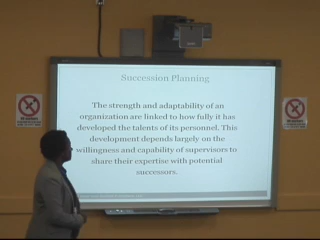 Succession Planning
The strength and adaptability of an
organization are linked to how fully it has
developed the talents of its personnel. This
development depends largely on the
willingness and capability of supervisors to
share their expertise with potential
successors.